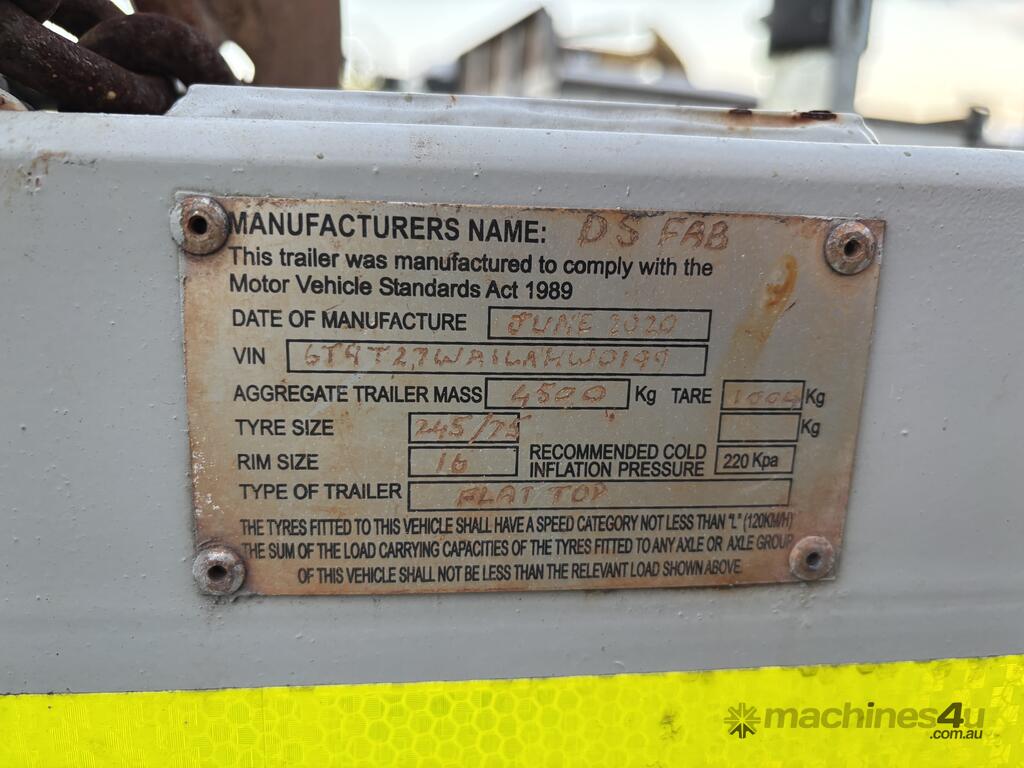 MANUFACTURERS NAME: DS FAB
This trailer was manufactured to comply with the
Motor Vehicle Standards Act 1989
DATE OF MANUFACTURE JUNE 2020
VIN
AGGREGATE TRAILER MASS 4500 Kg TARE 1004 Kg
TYRE SIZE 245/75 Kg
RIM SIZE 16 RECOMMENDED COLD INFLATION PRESSURE 220 Kpa
TYPE OF TRAILER FLAT TOP
THE TYRES FITTED TO THIS VEHICLE SHALL HAVE A SPEED CATEGORY NOT LESS THAN "L" (120KM/H)
THE SUM OF THE LOAD CARRYING CAPACITIES OF THE TYRES FITTED TO ANY AXLE OR AXLE GROUP
OF THIS VEHICLE SHALL NOT BE LESS THAN THE RELEVANT LOAD SHOWN ABOVE.
machines4u
.com.au